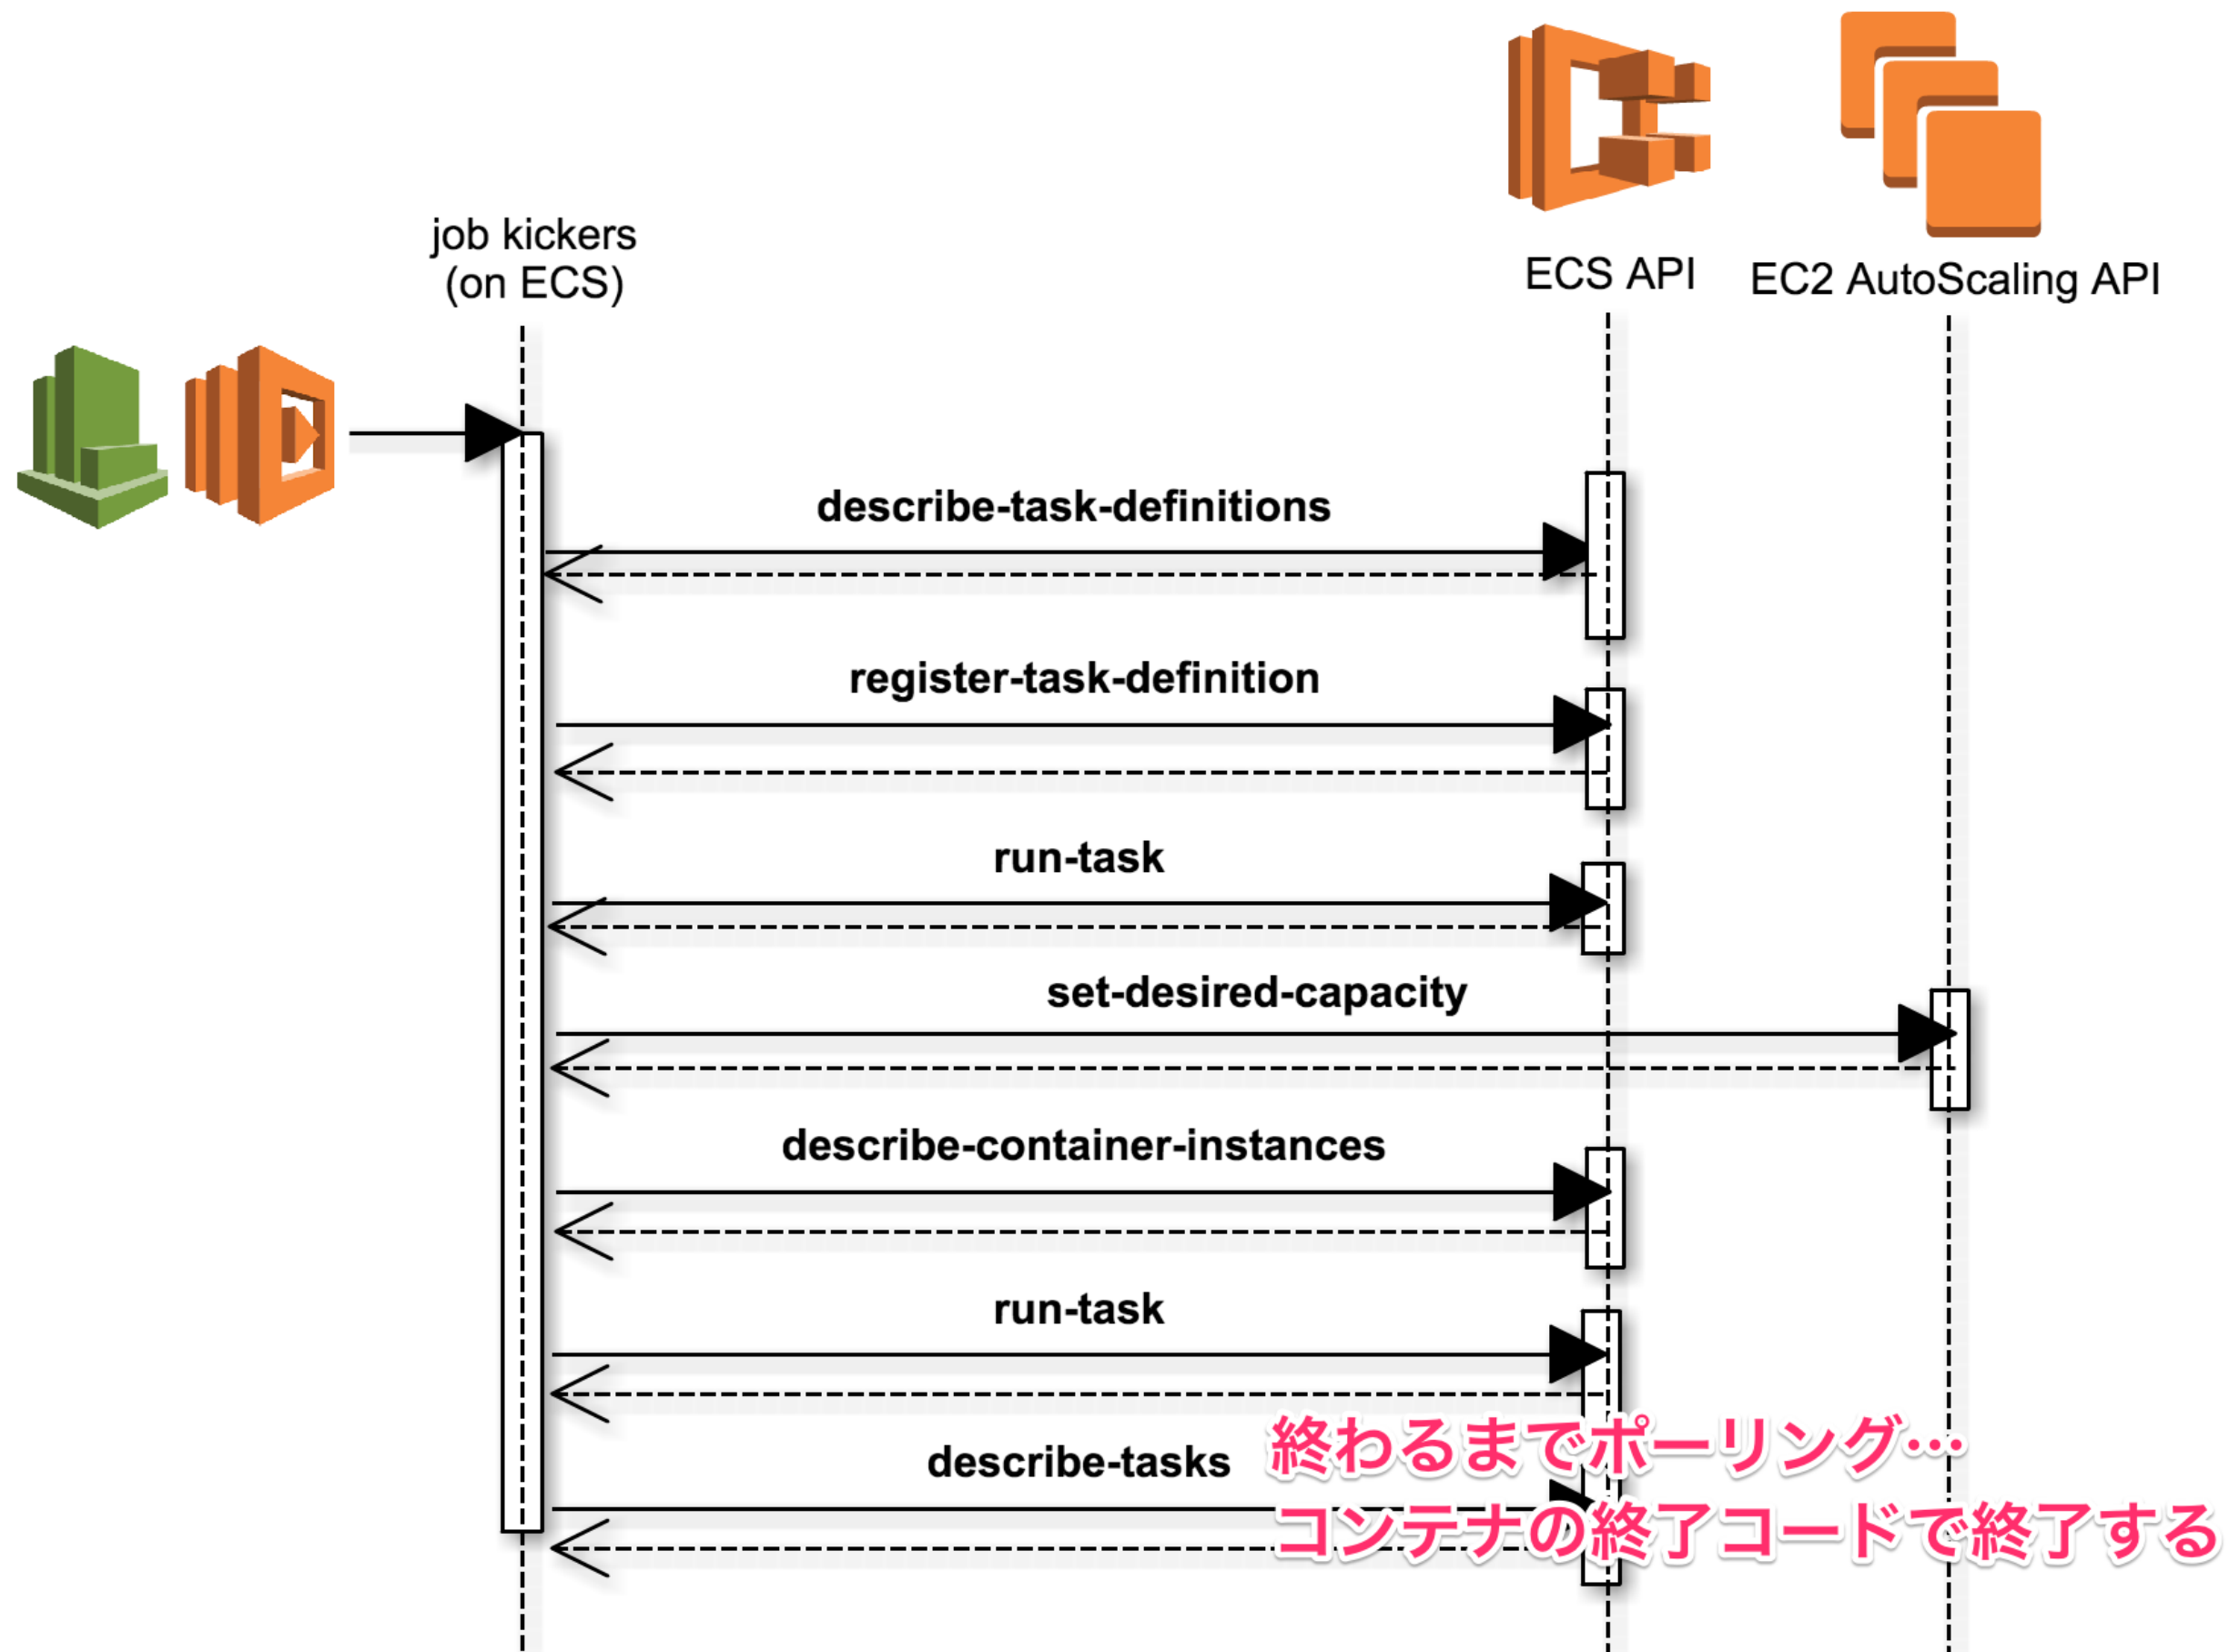 job kickers
(on ECS)
ECS API
EC2 AutoScaling API
describe-task-definitions
register-task-definition
run-task
set-desired-capacity
describe-container-instances
run-task
describe-tasks
終わるまでポーリング…
コンテナの終了コードで終了する